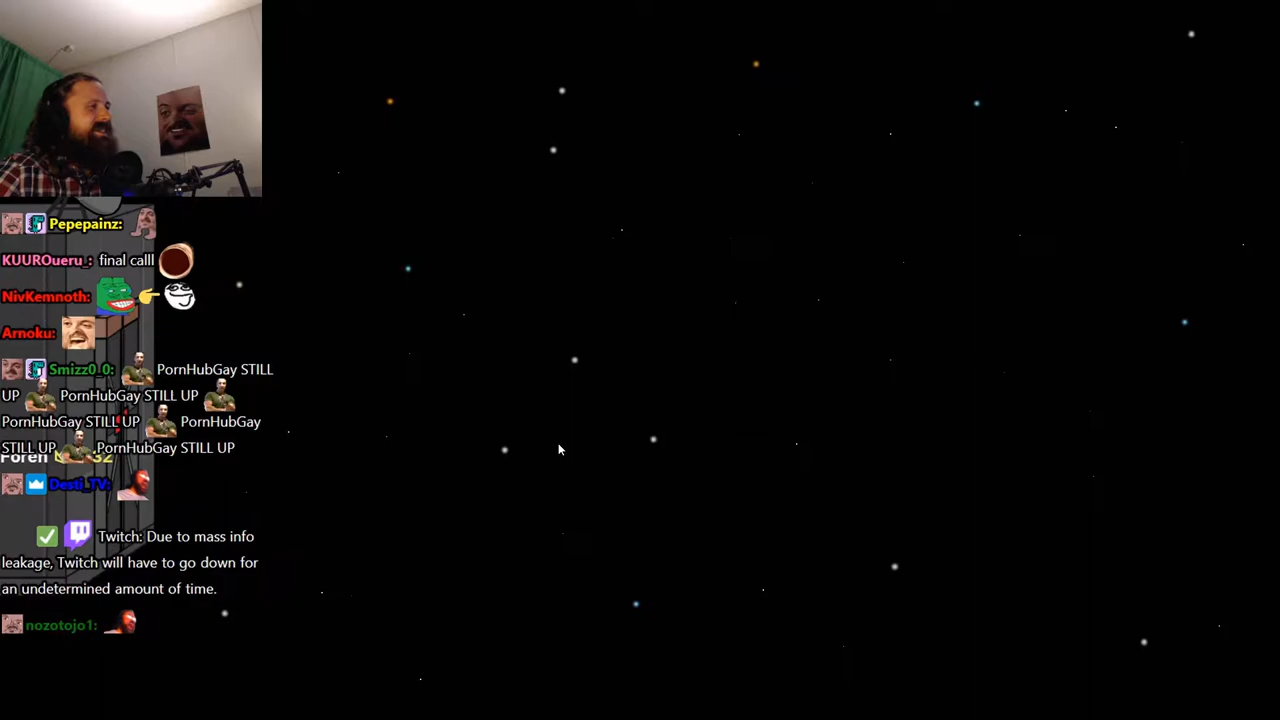 Pepepainz:
KUUROueru_: final calll
NivKemnoth:
Arnoku:
Smizz0_0: PornHubGay STILL
UP PornHubGay STILL UP
PornHubGay STILL UP PornHubGay
STILL UP PornHubGay STILL UP
Foren
Desti_TV:
Twitch: Due to mass info
leakage, Twitch will have to go down for
an undetermined amount of time.
nozotojo1: